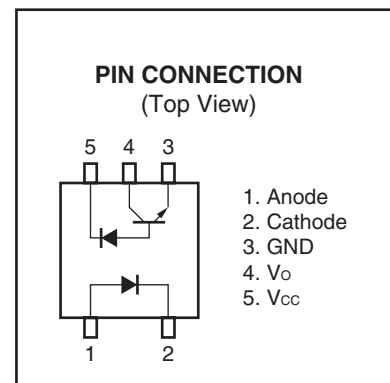 PIN CONNECTION
(Top View)
5 4 3
1. Anode
2. Cathode
3. GND
4. VO
5. VCC
1 2